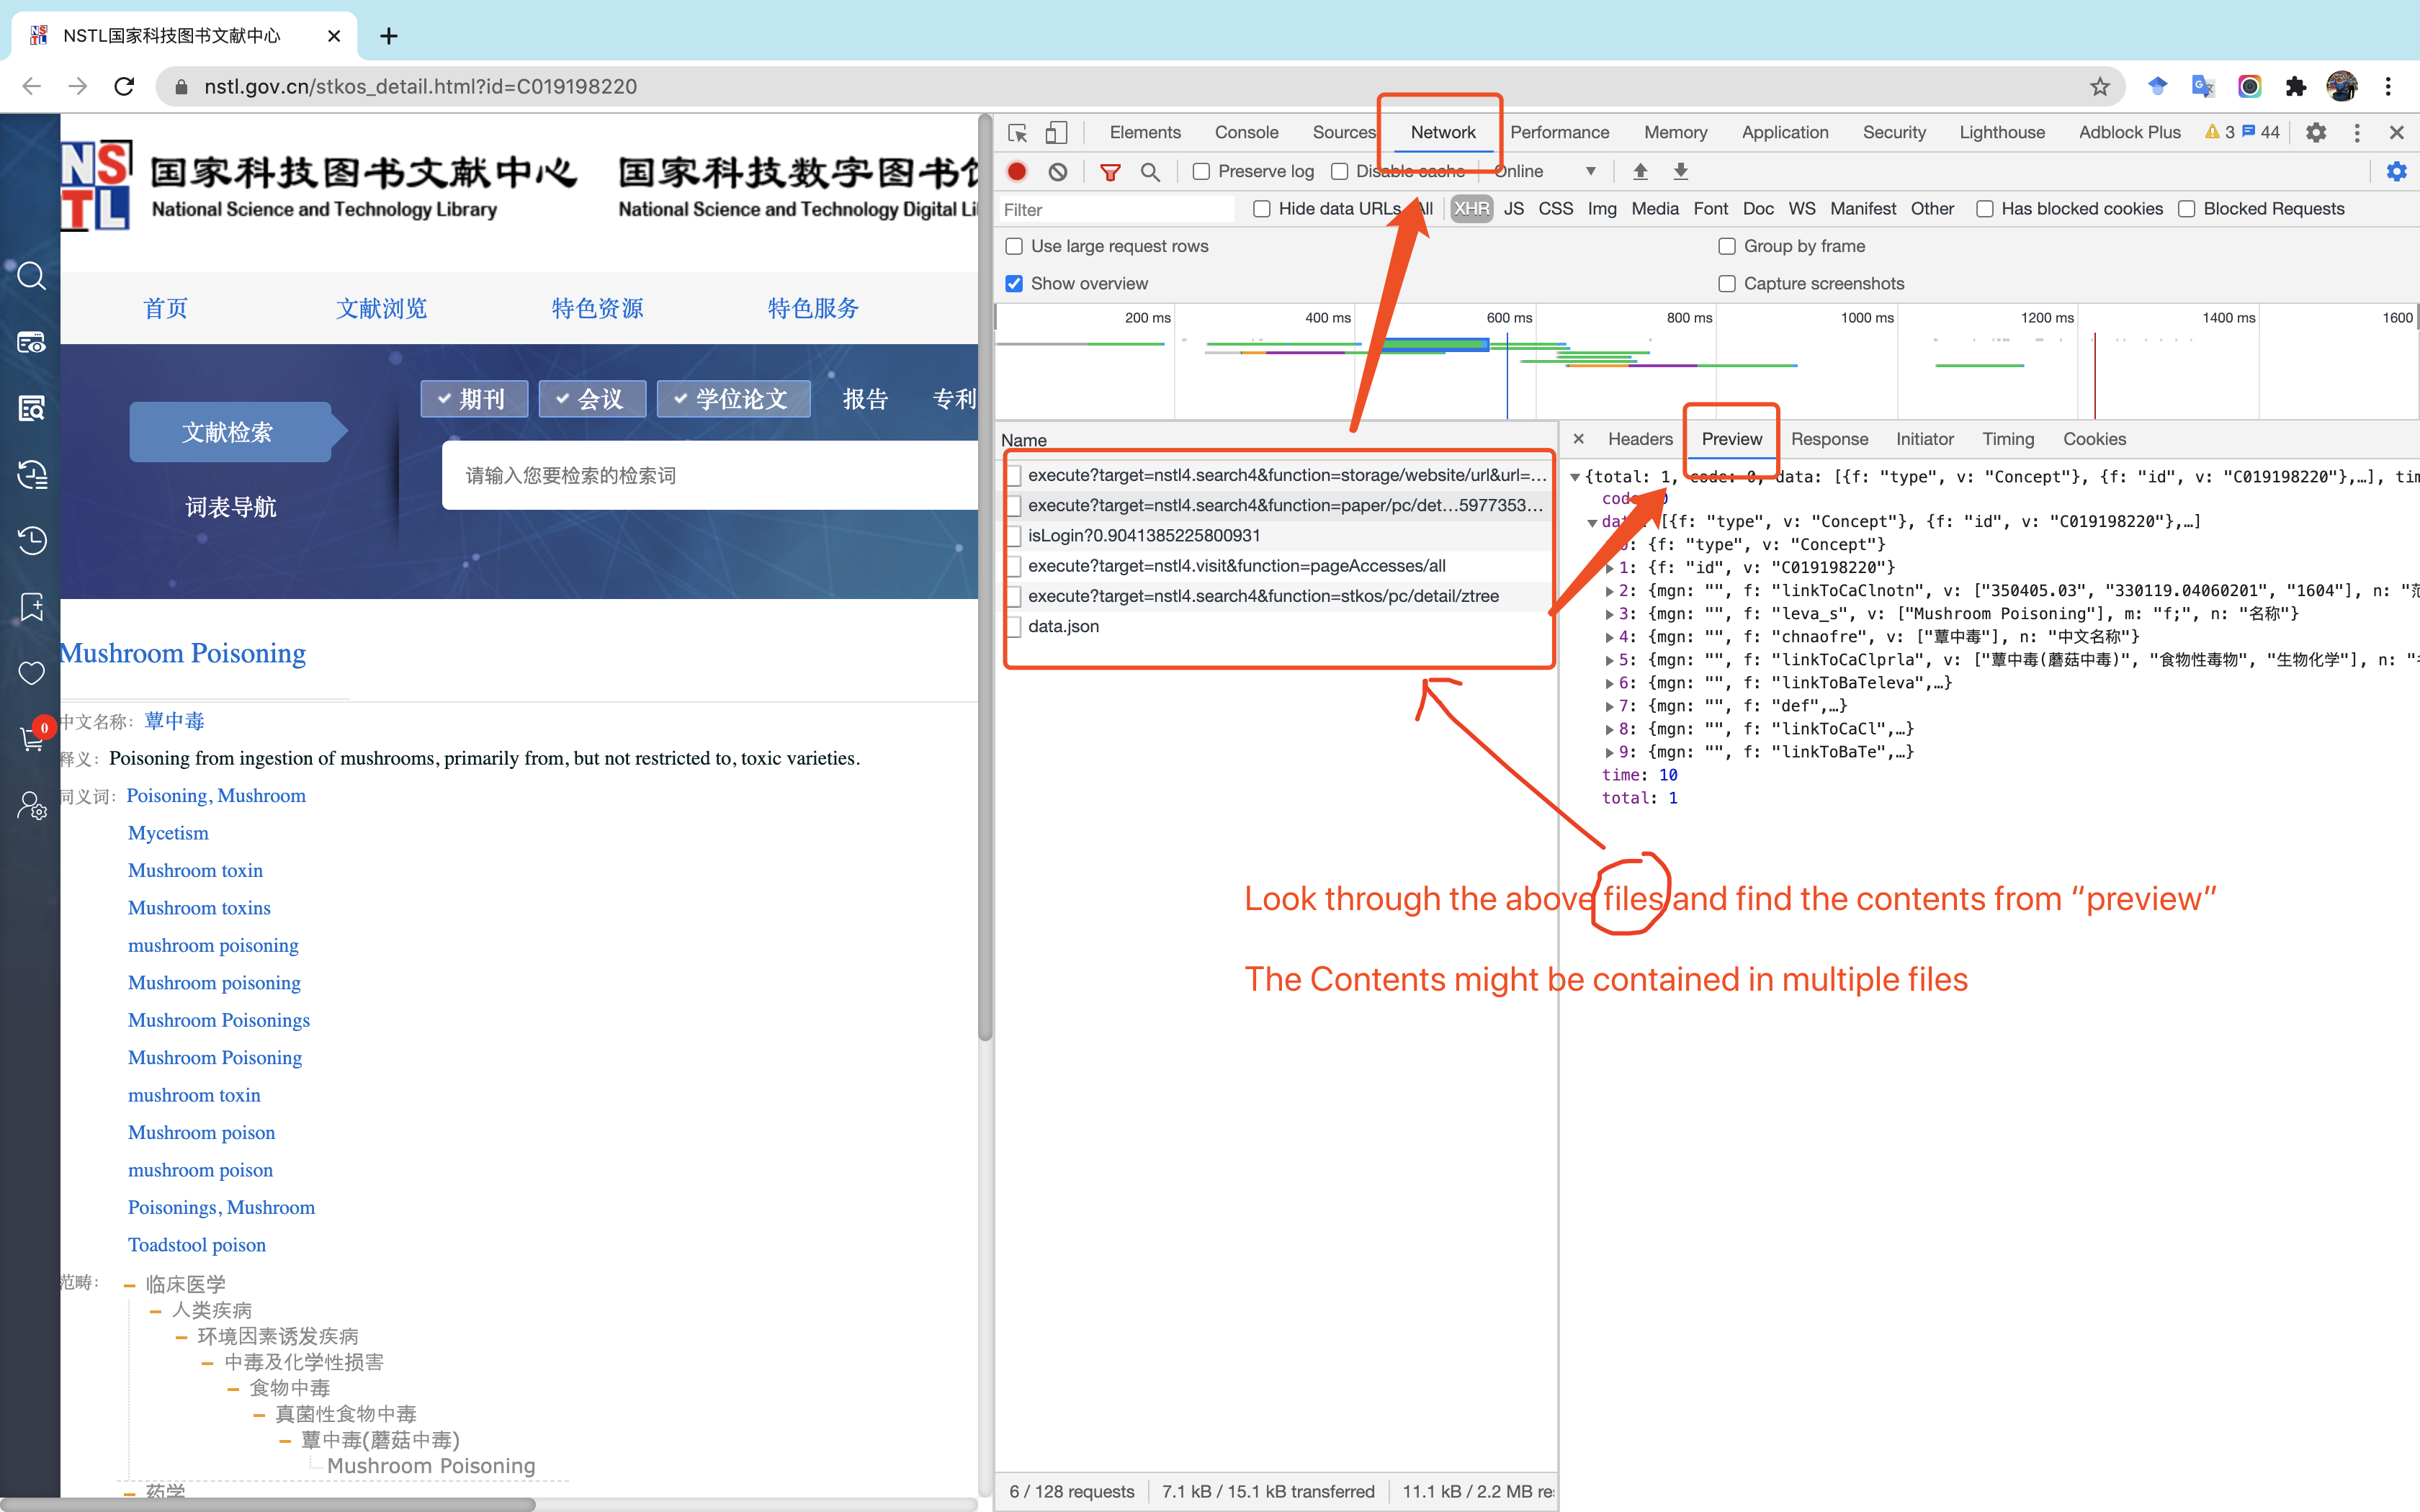 NSTL国家科技图书文献中心
nstl.gov.cn/stkos_detail.html?id=C019198220
NSTL
国家科技图书文献中心
国家科技数字图书
National Science and Technology Library
National Science and Technology Digital Li
首页
文献浏览
特色资源
特色服务
文献检索
词表导航
期刊
会议
学位论文
报告
专利
请输入您要检索的检索词
0
Mushroom Poisoning
中文名称: 蕈中毒
释义: Poisoning from ingestion of mushrooms, primarily from, but not restricted to, toxic varieties.
同义词: Poisoning, Mushroom
Mycetism
Mushroom toxin
Mushroom toxins
mushroom poisoning
Mushroom poisoning
Mushroom Poisonings
Mushroom Poisoning
mushroom toxin
Mushroom poison
mushroom poison
Poisonings, Mushroom
Toadstool poison
范畴:
临床医学
人类疾病
环境因素诱发疾病
中毒及化学性损害
食物中毒
真菌性食物中毒
蕈中毒(蘑菇中毒)
Mushroom Poisoning
药学
Elements Console Sources Network Performance Memory Application Security Lighthouse Adblock Plus 3 44
Preserve log Disable cache Online
Filter Hide data URLs All XHR JS CSS Img Media Font Doc WS Manifest Other Has blocked cookies Blocked Requests
Use large request rows Group by frame
Show overview Capture screenshots
200 ms 400 ms 600 ms 800 ms 1000 ms 1200 ms 1400 ms 1600
Name
execute?target=nstl4.search4&function=storage/website/url&url=...
execute?target=nstl4.search4&function=paper/pc/det...5977353...
isLogin?0.9041385225800931
execute?target=nstl4.visit&function=pageAccesses/all
execute?target=nstl4.search4&function=stkos/pc/detail/ztree
data.json
6 / 128 requests 7.1 kB / 15.1 kB transferred 11.1 kB / 2.2 MB re
Headers Preview Response Initiator Timing Cookies
{total: 1, code: 0, data: [{f: "type", v: "Concept"}, {f: "id", v: "C019198220"},…], tim
code
[{f: "type", v: "Concept"}, {f: "id", v: "C019198220"},…]
{f: "type", v: "Concept"}
1: {f: "id", v: "C019198220"}
2: {mgn: "", f: "linkToCaClnotn", v: ["350405.03", "330119.04060201", "1604"], n: "范
3: {mgn: "", f: "leva_s", v: ["Mushroom Poisoning"], m: "f;", n: "名称"}
4: {mgn: "", f: "chnaofre", v: ["蕈中毒"], n: "中文名称"}
5: {mgn: "", f: "linkToCaClprla", v: ["蕈中毒(蘑菇中毒)", "食物性毒物", "生物化学"], n: "
6: {mgn: "", f: "linkToBaTeleva",…}
7: {mgn: "", f: "def",…}
8: {mgn: "", f: "linkToCaCl",…}
9: {mgn: "", f: "linkToBaTe",…}
time: 10
total: 1
Look through the above files and find the contents from “preview”
The Contents might be contained in multiple files